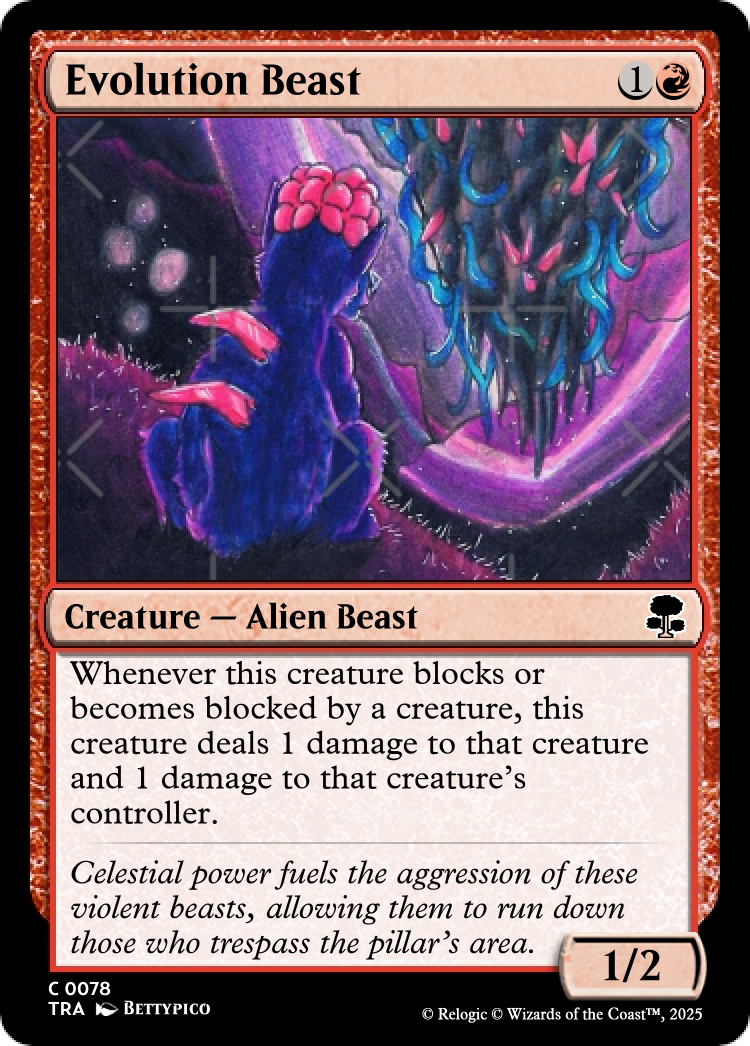 Evolution Beast 1
Creature — Alien Beast
Whenever this creature blocks or
becomes blocked by a creature, this
creature deals 1 damage to that creature
and 1 damage to that creature's
controller.
Celestial power fuels the aggression of these
violent beasts, allowing them to run down
those who trespass the pillar's area.
1/2
C 0078
TRA BETTYPICO
© Relogic © Wizards of the Coast™, 2025